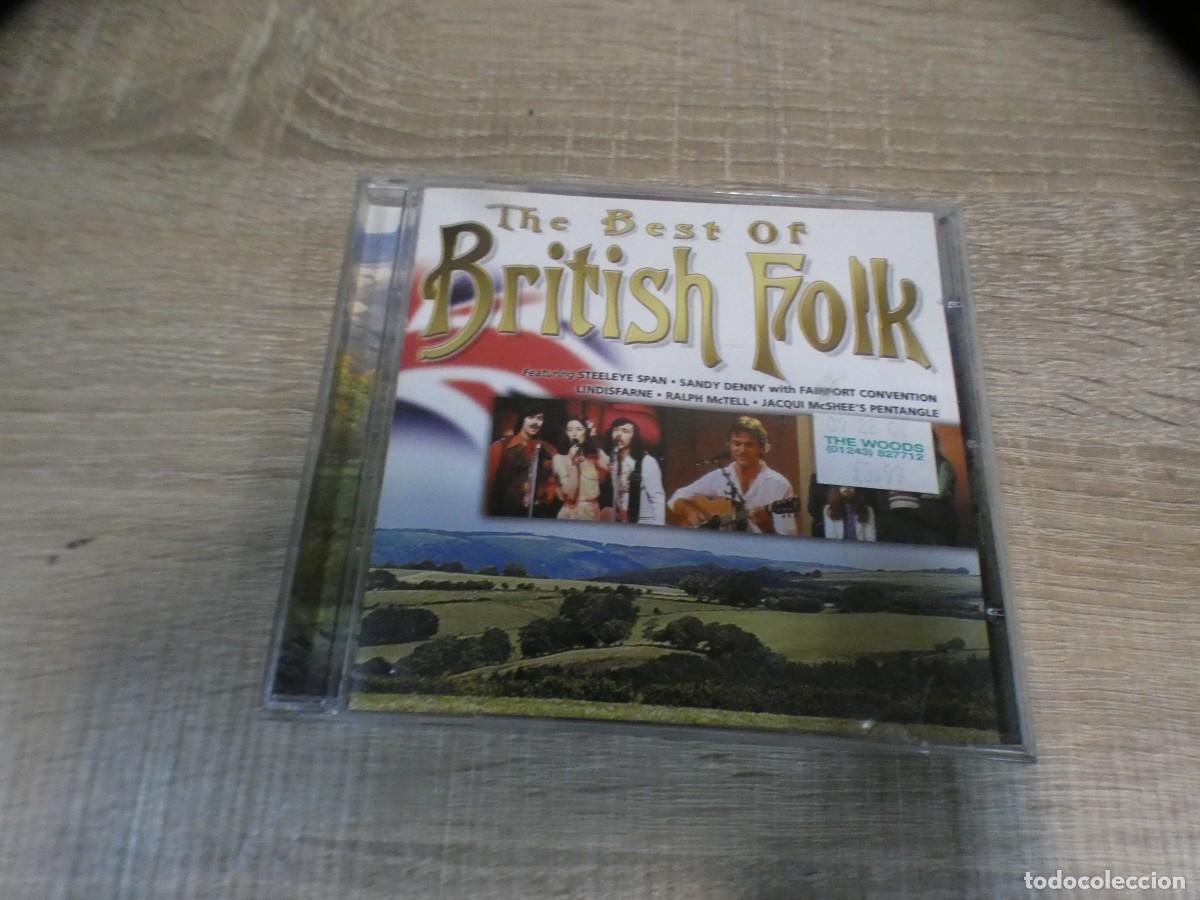 The Best Of
British Folk
Featuring STEELEYE SPAN • SANDY DENNY with FAIRPORT CONVENTION
LINDISFARNE • RALPH McTELL • JACQUI McSHEE'S PENTANGLE
THE WOODS
(01243) 827712
todocoleccion